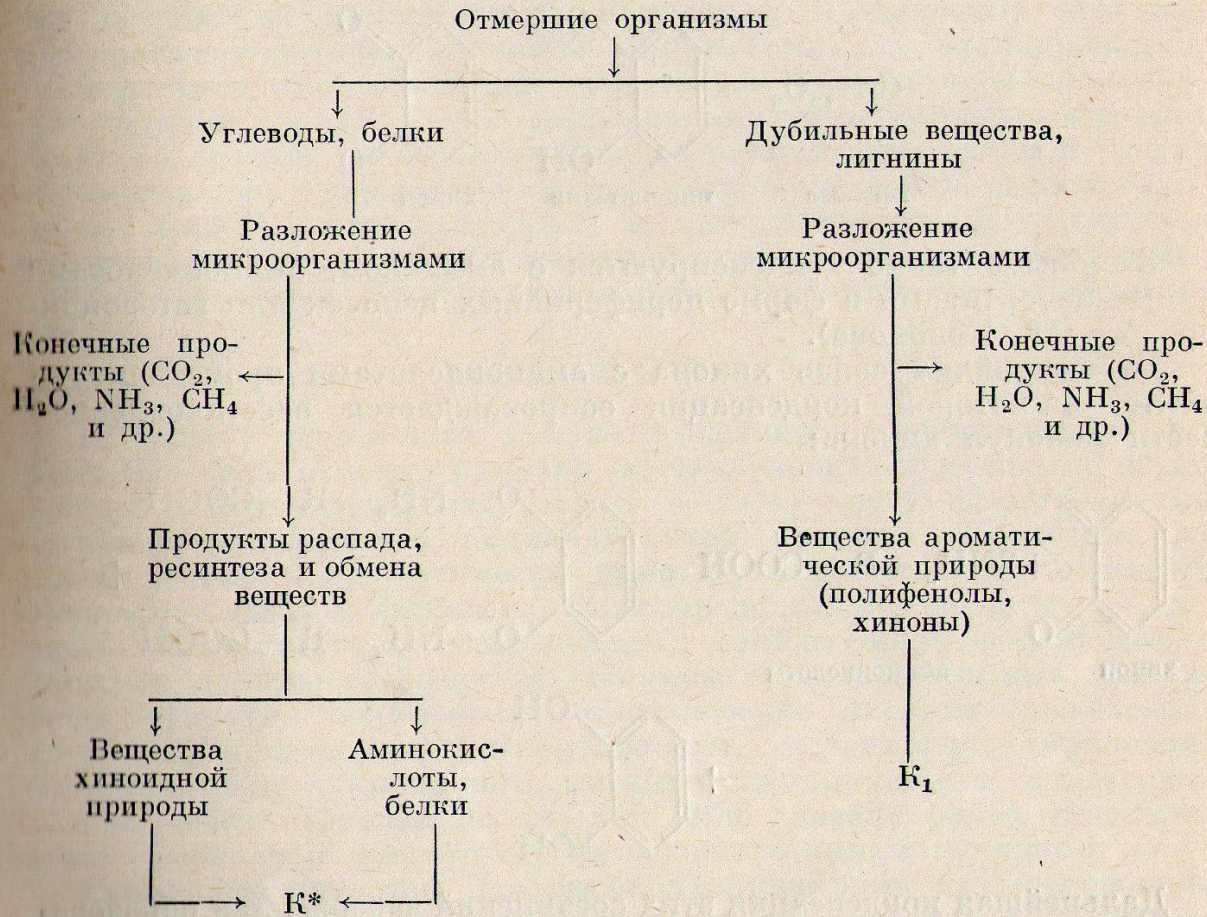 Отмершие организмы
Углеводы, белки
Дубильные вещества,
лигнины
Разложение
микроорганизмами
Разложение
микроорганизмами
Конечные про-
дукты (CO₂,
H₂O, NH₃, CH₄
и др.)
Конечные про-
дукты (CO₂,
H₂O, NH₃, CH₄
и др.)
Продукты распада,
ресинтеза и обмена
веществ
Вещества аромати-
ческой природы
(полифенолы,
хиноны)
Вещества
хиноидной
природы
Аминокис-
лоты,
белки
К₁
К*